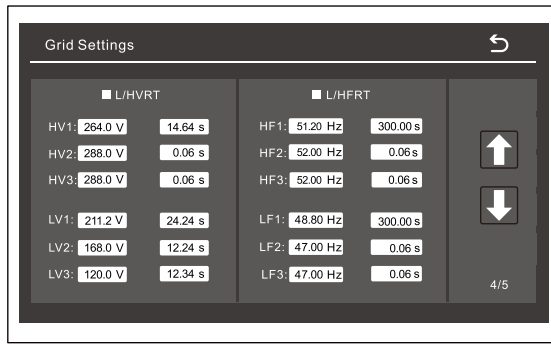 Grid Settings
L/HVRT
HV1: 264.0 V 14.64 s
HV2: 288.0 V 0.06 s
HV3: 288.0 V 0.06 s
LV1: 211.2 V 24.24 s
LV2: 168.0 V 12.24 s
LV3: 120.0 V 12.34 s
L/HFRT
HF1: 51.20 Hz 300.00 s
HF2: 52.00 Hz 0.06 s
HF3: 52.00 Hz 0.06 s
LF1: 48.80 Hz 300.00 s
LF2: 47.00 Hz 0.06 s
LF3: 47.00 Hz 0.06 s
4/5